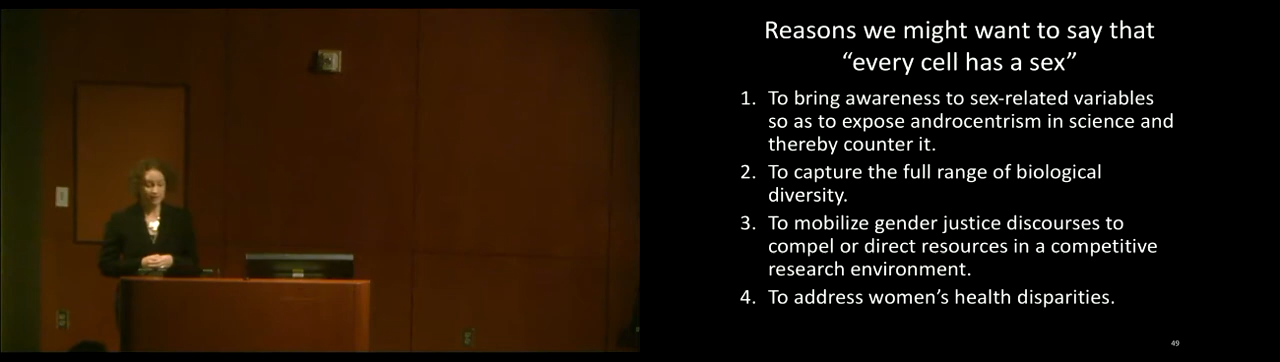 Reasons we might want to say that
“every cell has a sex”
1. To bring awareness to sex-related variables
so as to expose androcentrism in science and
thereby counter it.
2. To capture the full range of biological
diversity.
3. To mobilize gender justice discourses to
compel or direct resources in a competitive
research environment.
4. To address women’s health disparities.
49